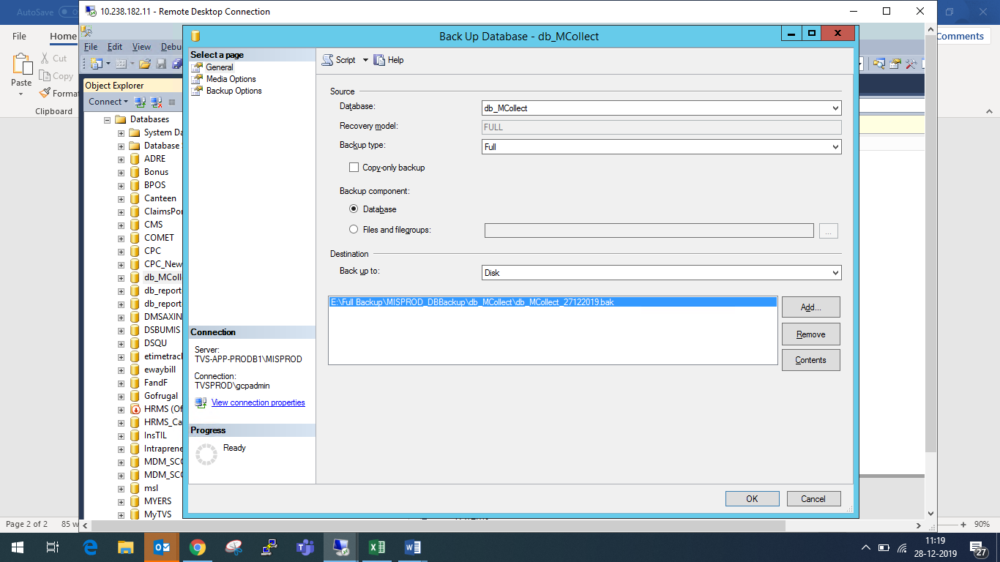 AutoSave
10.238.182.11 - Remote Desktop Connection
File
Home
Comments
Paste
Cut
Copy
Format
Clipboard
File Edit View Debu
Object Explorer
Connect
Databases
System Da
Database
ADRE
Bonus
BPOS
Canteen
ClaimsPor
CMS
COMET
CPC
CPC_New
db_MColl
db_report
db_report
DMSAXIN
DSBUMIS
DSQU
etimetrack
ewaybill
FandF
Gofrugal
HRMS (Of
HRMS_Ca
InsTIL
Intraprene
MDM_SCO
MDM_SCO
msl
MYERS
MyTVS
Back Up Database - db_MCollect
Select a page
General
Media Options
Backup Options
Script
Help
Source
Database:
db_MCollect
Recovery model:
FULL
Backup type:
Full
Copy-only backup
Backup component:
Database
Files and filegroups:
...
Destination
Back up to:
Disk
E:\Full Backup\MISPROD_DBBackup\db_MCollect\db_MCollect_27122019.bak
Add...
Remove
Contents
Connection
Server:
TVS-APP-PRODB1\MISPROD
Connection:
TVSPROD\gcpadmin
View connection properties
Progress
Ready
OK
Cancel
Page 2 of 2
85 w
90%
11:19
28-12-2019
27